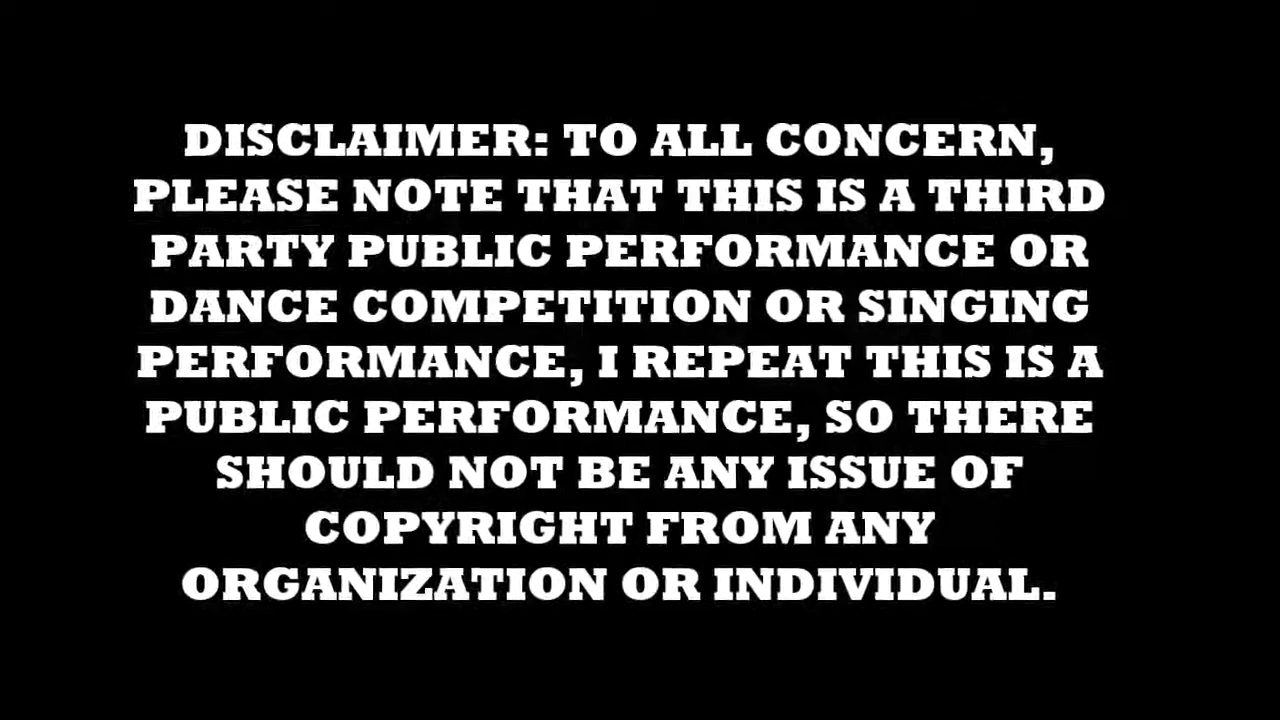 DISCLAIMER: TO ALL CONCERN,
PLEASE NOTE THAT THIS IS A THIRD
PARTY PUBLIC PERFORMANCE OR
DANCE COMPETITION OR SINGING
PERFORMANCE, I REPEAT THIS IS A
PUBLIC PERFORMANCE, SO THERE
SHOULD NOT BE ANY ISSUE OF
COPYRIGHT FROM ANY
ORGANIZATION OR INDIVIDUAL.